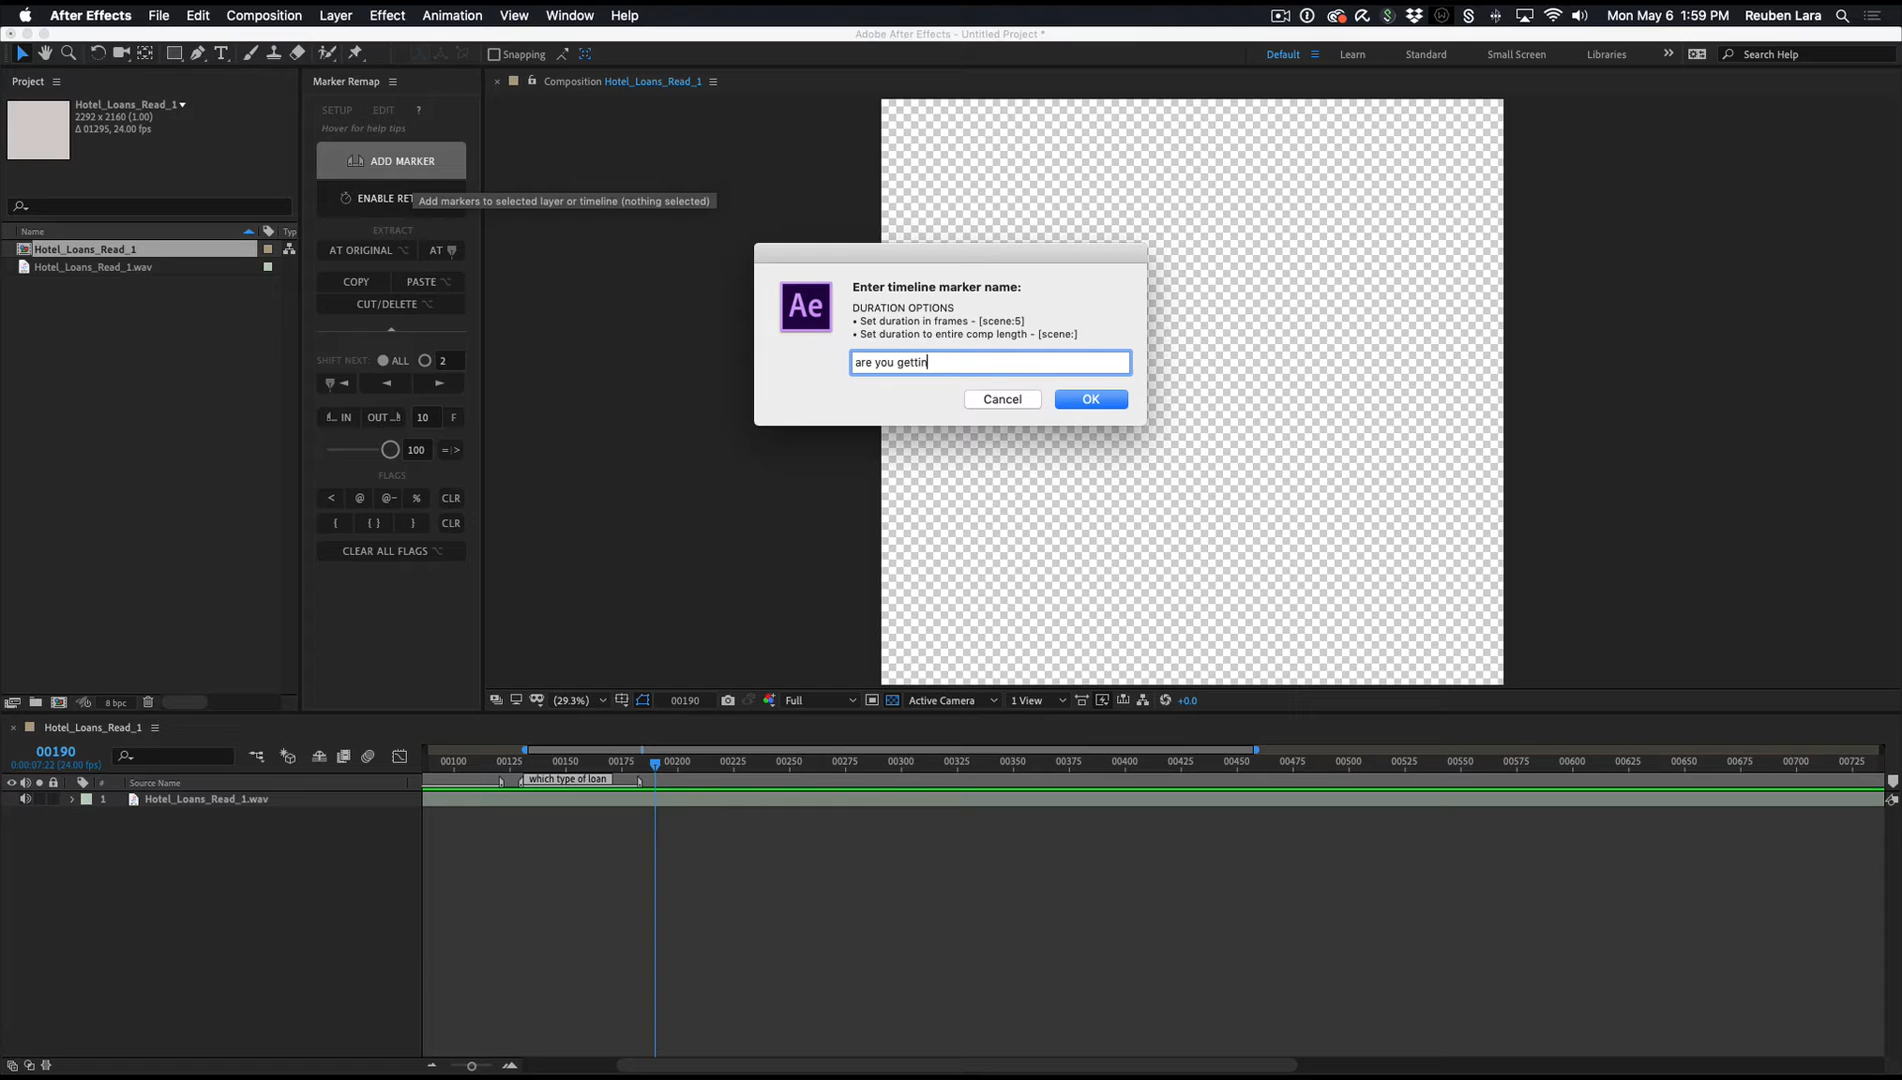 After Effects File Edit Composition Layer Effect Animation View Window Help
Mon May 6 1:59 PM Reuben Lara
Adobe After Effects - Untitled Project *
Snapping
Default Learn Standard Small Screen Libraries Search Help
Project
Hotel_Loans_Read_1
2292 x 2160 (1.00)
Δ 01295, 24.00 fps
Name Typ
Hotel_Loans_Read_1
Hotel_Loans_Read_1.wav
8 bpc
Marker Remap
SETUP EDIT ?
Hover for help tips
ADD MARKER
ENABLE RET
Add markers to selected layer or timeline (nothing selected)
EXTRACT
AT ORIGINAL AT
COPY PASTE
CUT/DELETE
SHIFT NEXT: ALL 2
IN OUT 10 F
100 =|>
FLAGS
< @ @- % CLR
{ { } } CLR
CLEAR ALL FLAGS
Composition Hotel_Loans_Read_1
Ae
Enter timeline marker name:
DURATION OPTIONS
• Set duration in frames - [scene:5]
• Set duration to entire comp length - [scene:]
are you gettin
Cancel OK
(29.3%) 00190 Full Active Camera 1 View +0.0
Hotel_Loans_Read_1
00190
0:00:07:22 (24.00 fps)
00100 00125 00150 00175 00200 00225 00250 00275 00300 00325 00350 00375 00400 00425 00450 00475 00500 00525 00550 00575 00600 00625 00650 00675 00700 00725
which type of loan
# Source Name
1 Hotel_Loans_Read_1.wav